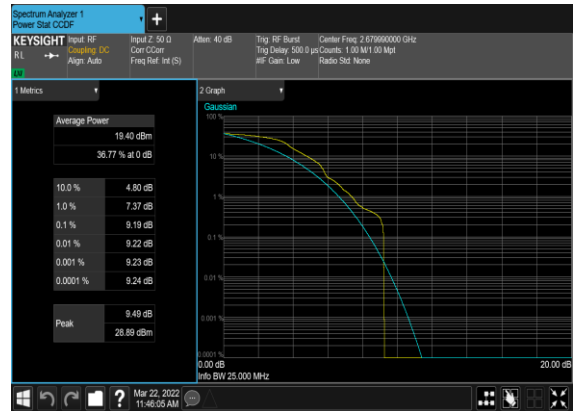 Spectrum Analyzer 1
Power Stat CCDF
KEYSIGHT
Input: RF
Coupling: DC
Align: Auto
Input Z: 50 Ω
Corr CCorr
Freq Ref: Int (S)
Atten: 40 dB
Trig: RF Burst
Trig Delay: 500.0 µs
#IF Gain: Low
Center Freq: 2.679990000 GHz
Counts: 1.00 M/1.00 Mpt
Radio Std: None
R L
LW
1 Metrics
Average Power
19.40 dBm
36.77 % at 0 dB
10.0 % 4.80 dB
1.0 % 7.37 dB
0.1 % 9.19 dB
0.01 % 9.22 dB
0.001 % 9.23 dB
0.0001 % 9.24 dB
Peak
9.49 dB
28.89 dBm
2 Graph
Gaussian
100 %
10 %
1 %
0.1 %
0.01 %
0.001 %
0.0001 %
0.00 dB
20.00 dB
Info BW 25.000 MHz
Mar 22, 2022
11:46:05 AM